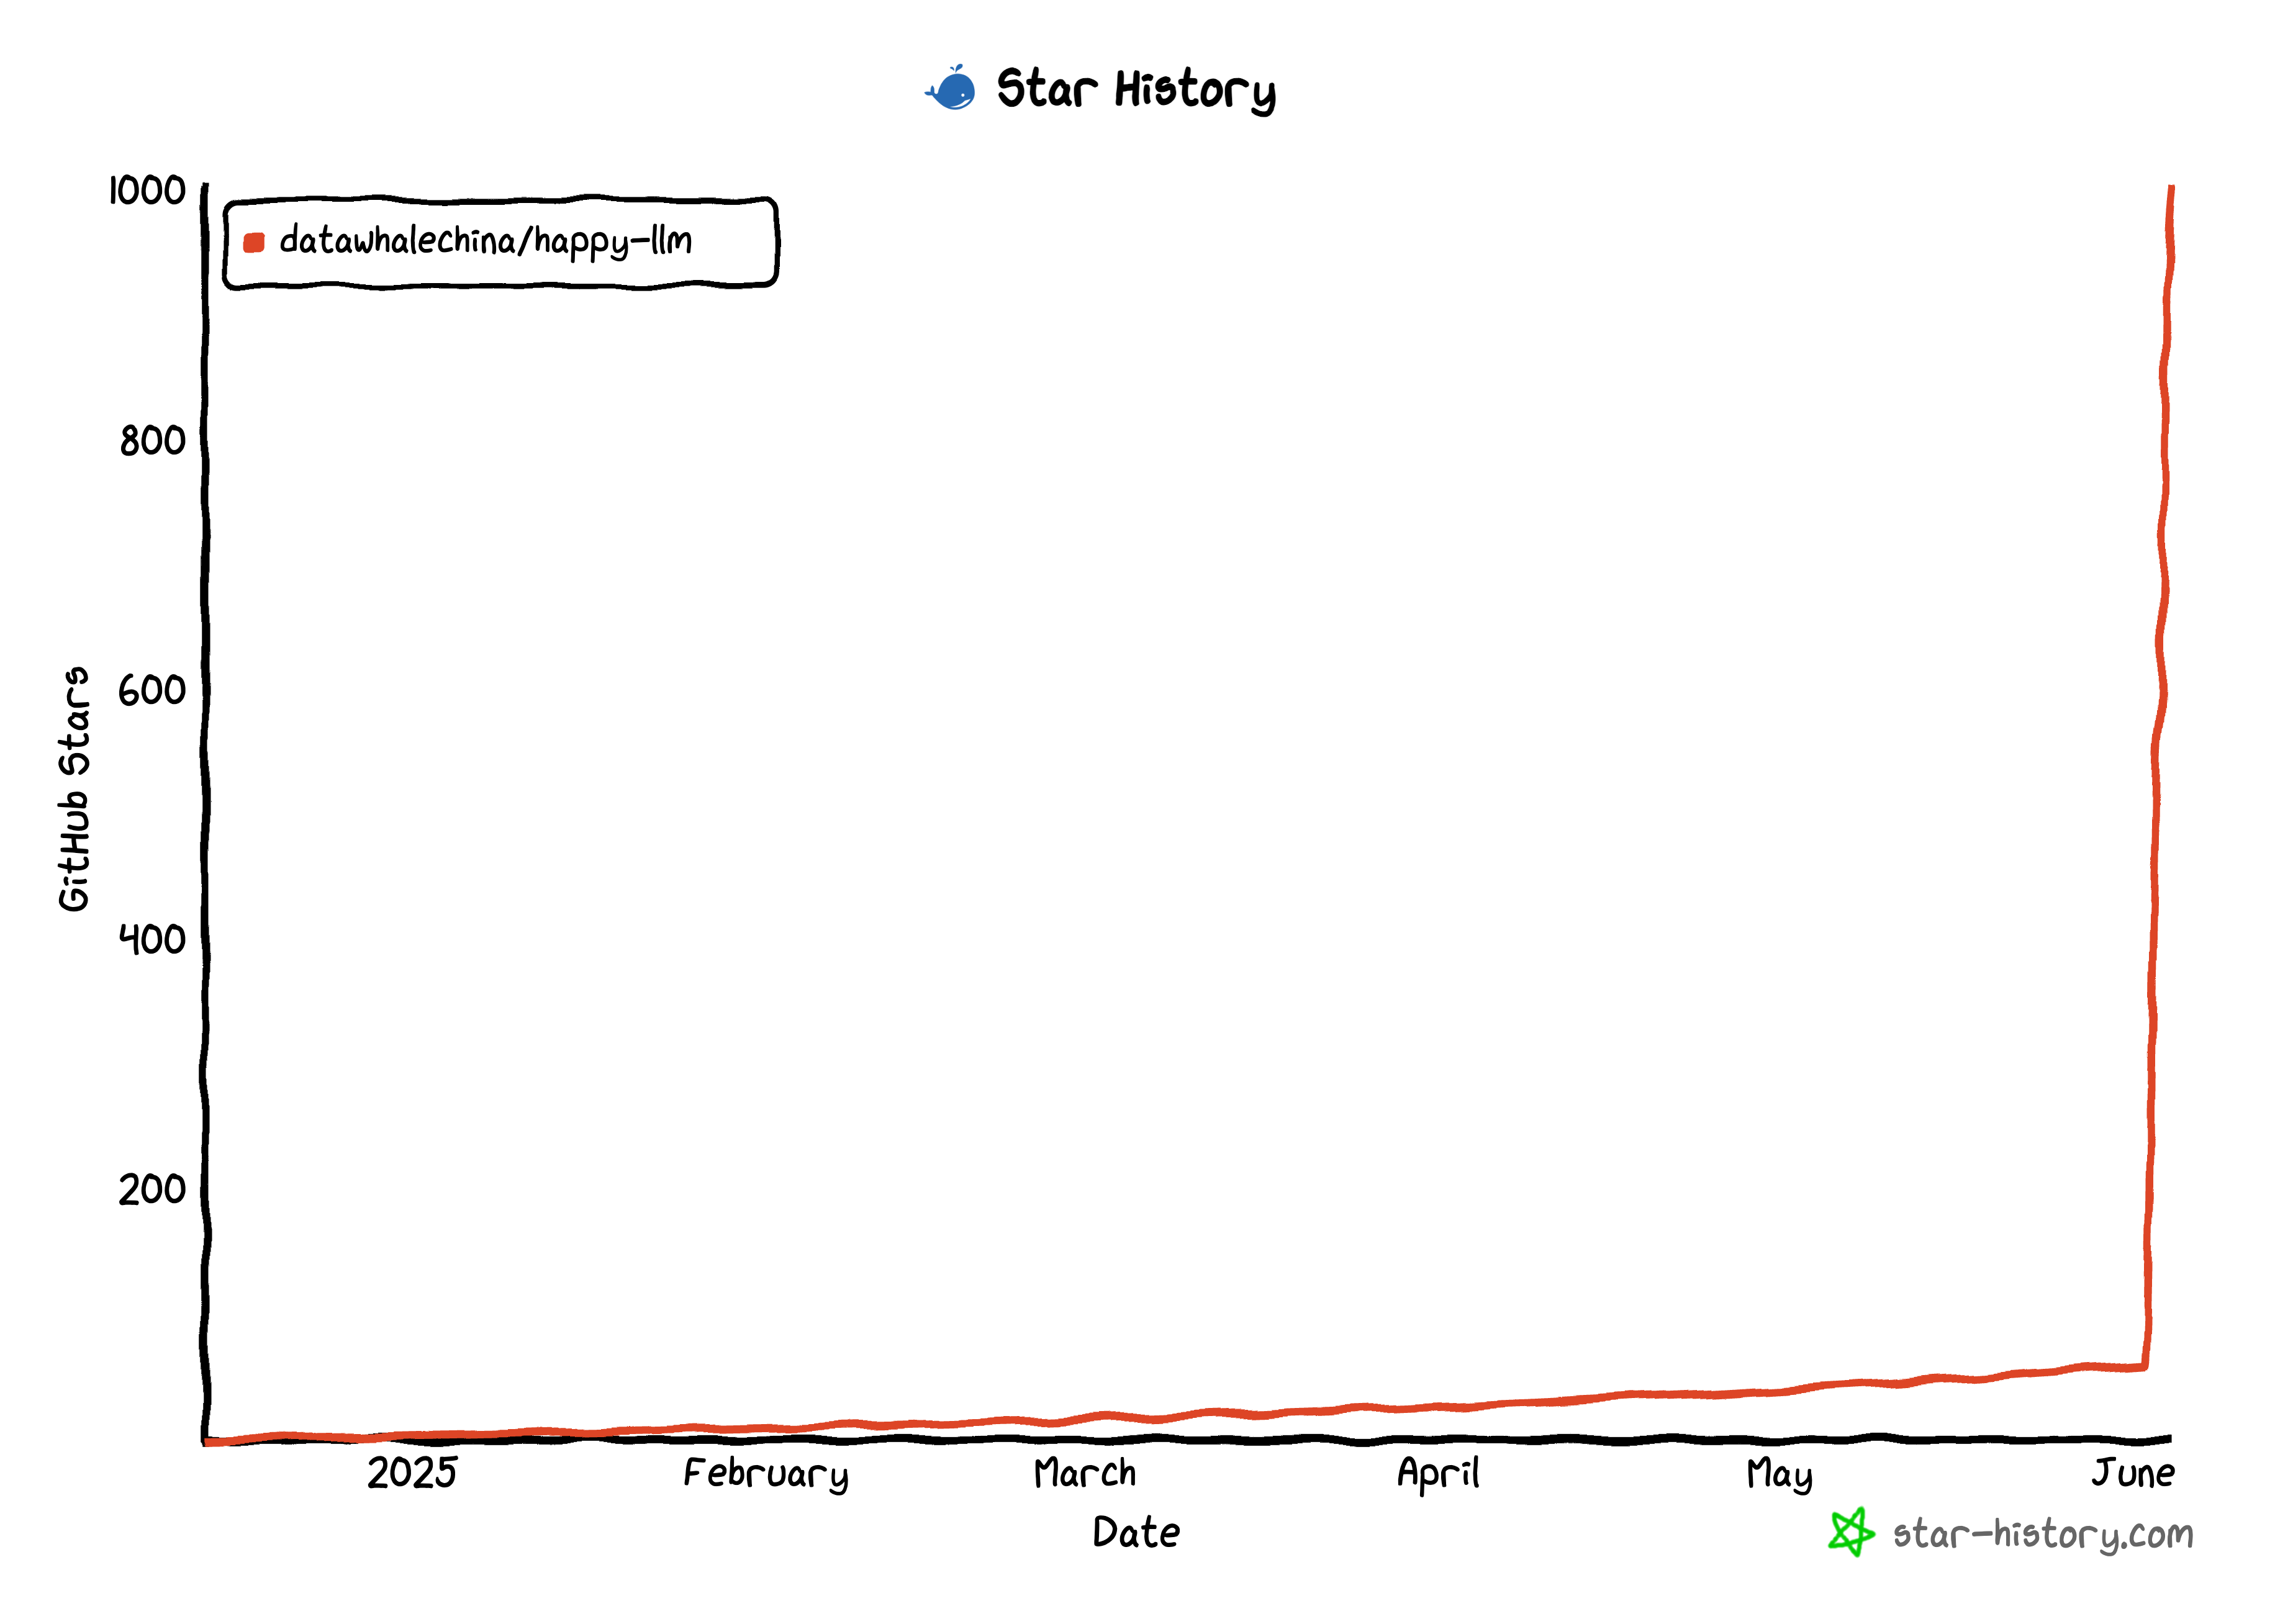 Star History
1000
datawhalechina/happy-llm
800
600
GitHub Stars
400
200
2025 February March April May June
Date
star-history.com